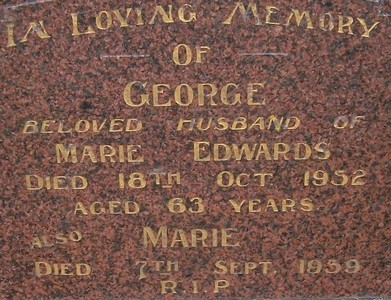 IN LOVING MEMORY
OF
GEORGE
BELOVED HUSBAND OF
MARIE EDWARDS
DIED 18TH OCT 1952
AGED 63 YEARS.
ALSO MARIE
DIED 7TH SEPT. 1959
R.I.P